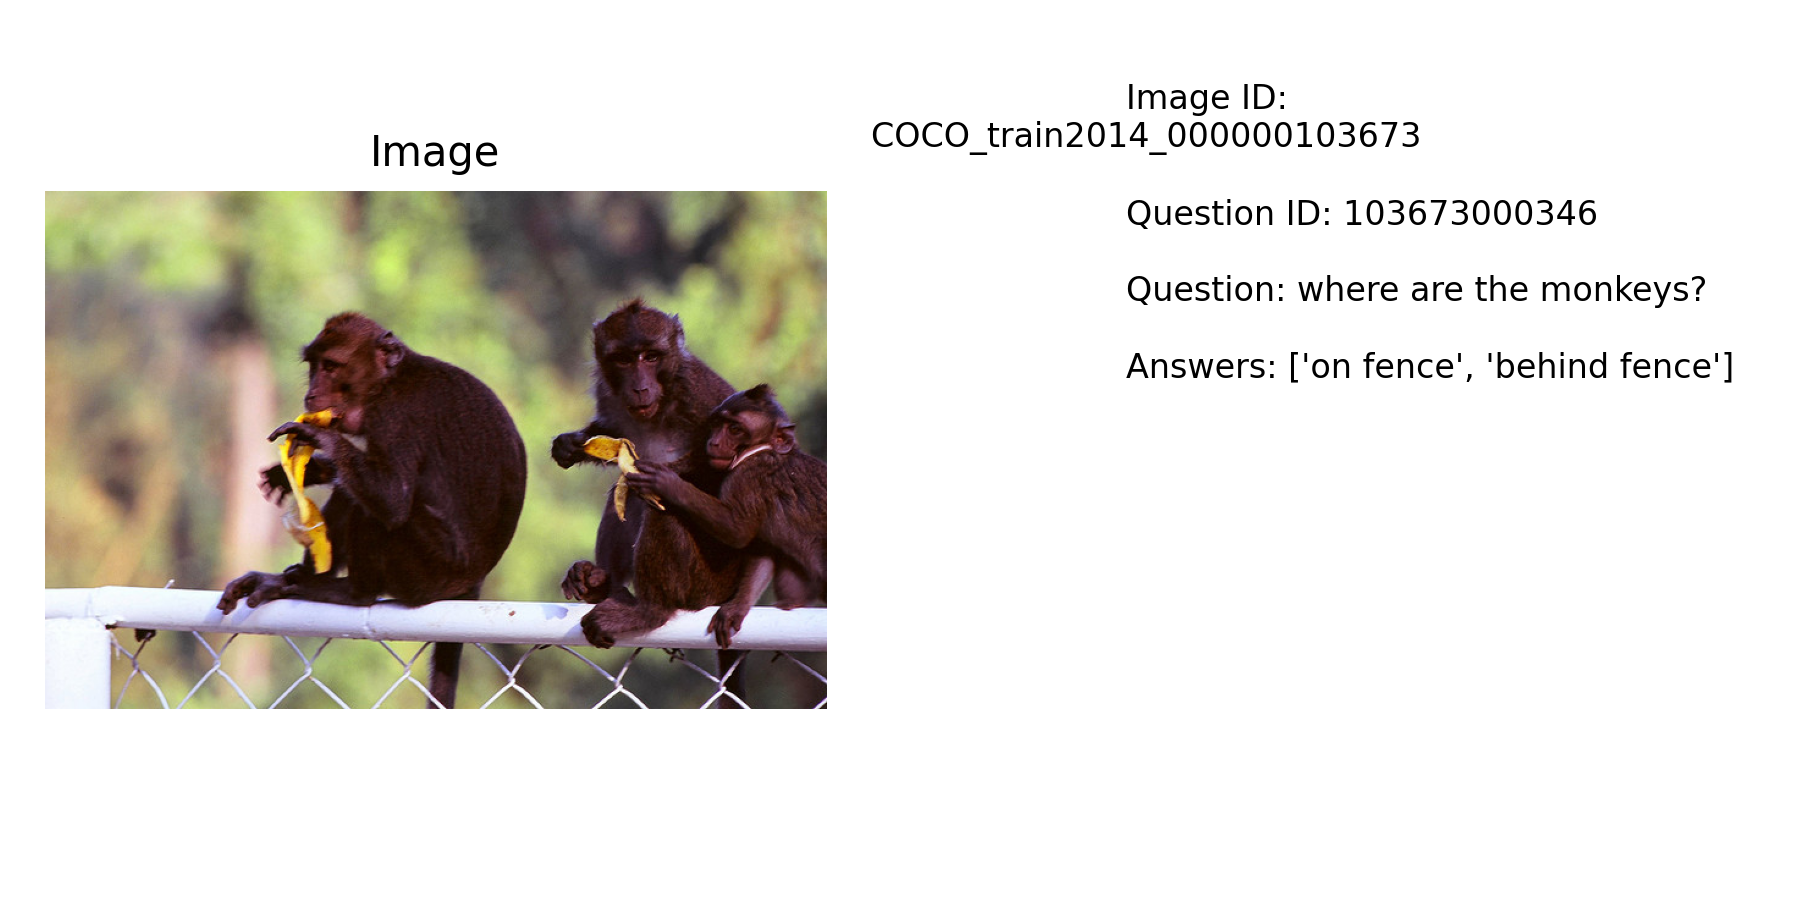 Image
Image ID:
COCO_train2014_000000103673
Question ID: 103673000346
Question: where are the monkeys?
Answers: ['on fence', 'behind fence']